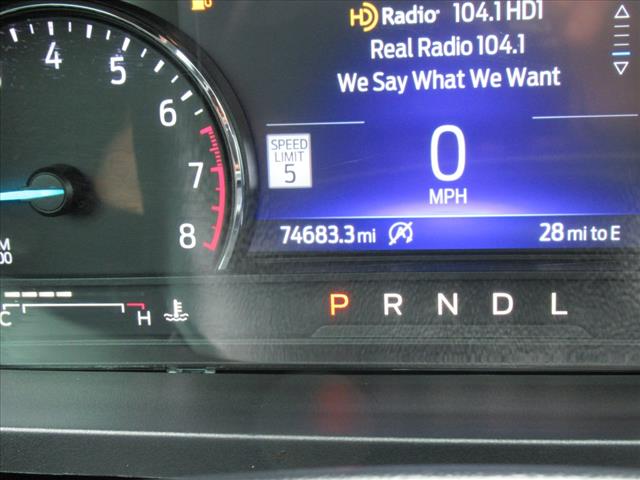 HD Radio 104.1 HD1
Real Radio 104.1
We Say What We Want
4
5
6
7
8
SPEED
LIMIT
5
0
MPH
74683.3 mi
28 mi to E
C
H
P R N D L